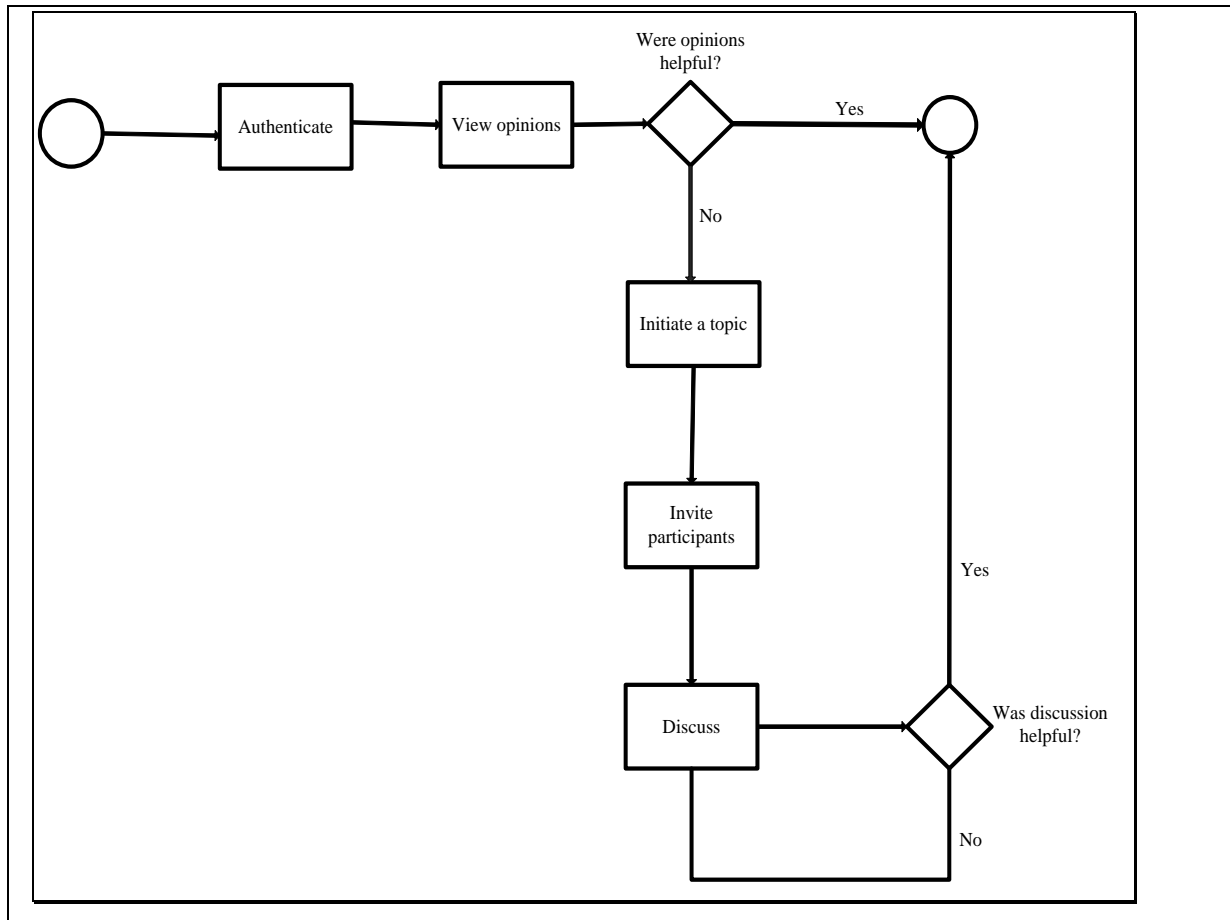 Were opinions
helpful?
Authenticate
View opinions
Yes
No
Initiate a topic
Invite
participants
Yes
Discuss
Was discussion
helpful?
No